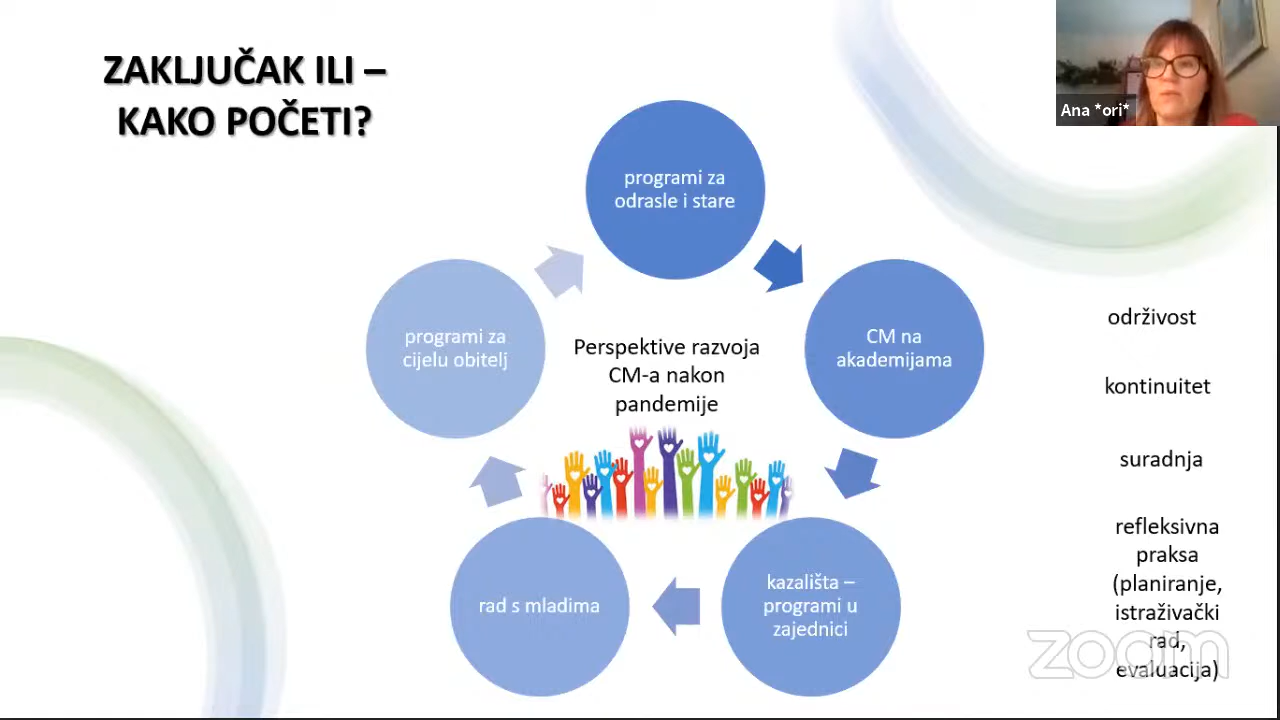 ZAKLJUČAK ILI –
KAKO POČETI?
Ana *ori*
programi za
odrasle i stare
CM na
akademijama
kazališta –
programi u
zajednici
rad s mladima
programi za
cijelu obitelj
Perspektive razvoja
CM-a nakon
pandemije
održivost
kontinuitet
suradnja
refleksivna
praksa
(planiranje,
istraživački
rad,
evaluacija)
zoom